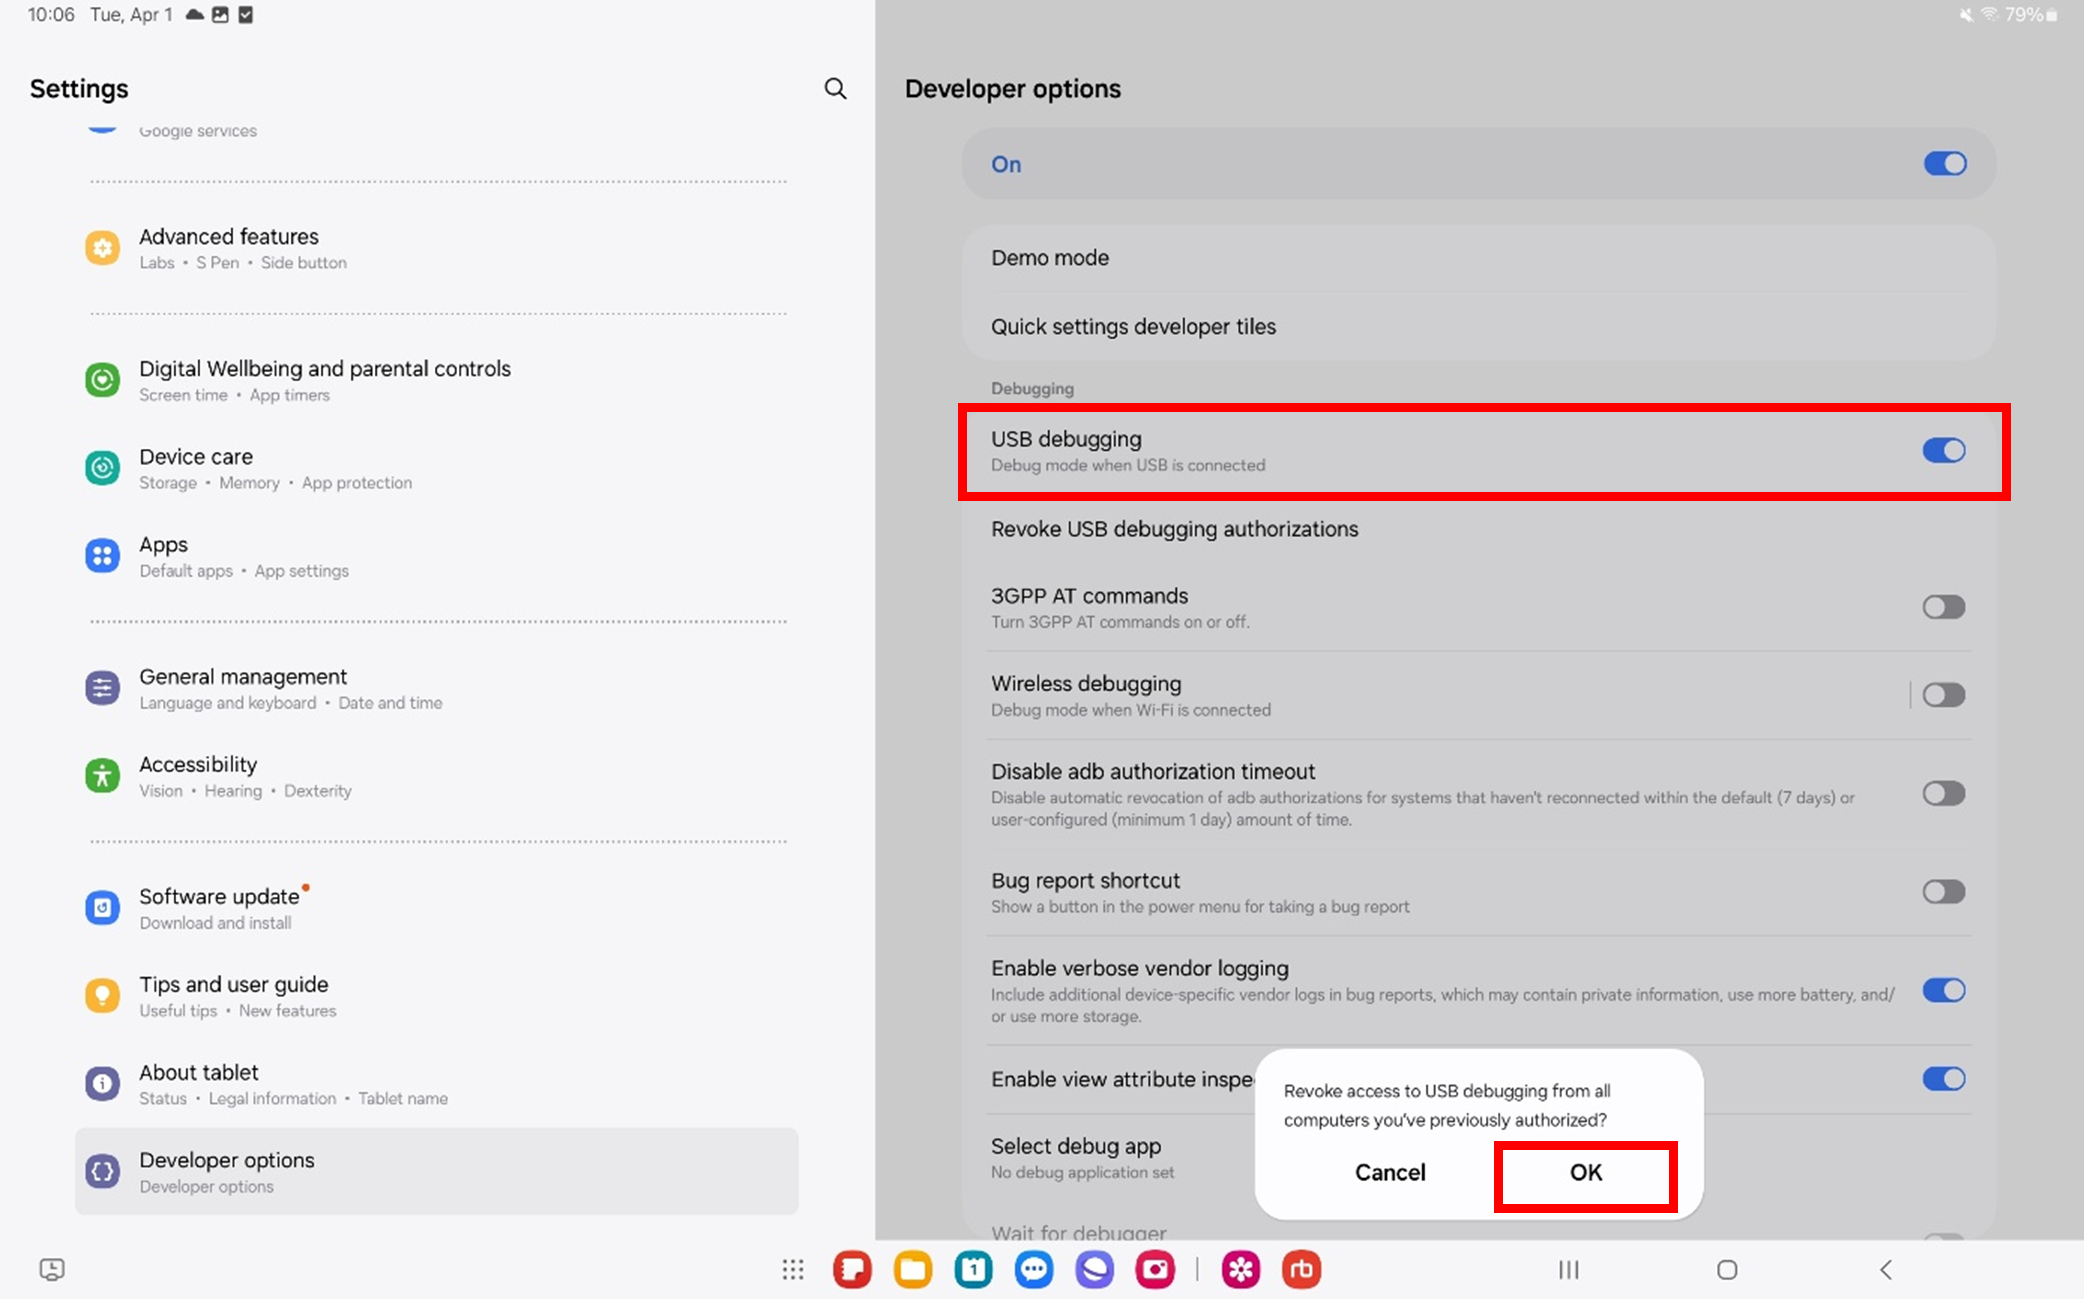 10:06 Tue, Apr 1
79%
Settings
Google services
Advanced features
Labs • S Pen • Side button
Digital Wellbeing and parental controls
Screen time • App timers
Device care
Storage • Memory • App protection
Apps
Default apps • App settings
General management
Language and keyboard • Date and time
Accessibility
Vision • Hearing • Dexterity
Software update
Download and install
Tips and user guide
Useful tips • New features
About tablet
Status • Legal information • Tablet name
Developer options
Developer options
Developer options
On
Demo mode
Quick settings developer tiles
Debugging
USB debugging
Debug mode when USB is connected
Revoke USB debugging authorizations
3GPP AT commands
Turn 3GPP AT commands on or off.
Wireless debugging
Debug mode when Wi-Fi is connected
Disable adb authorization timeout
Disable automatic revocation of adb authorizations for systems that haven't reconnected within the default (7 days) or
user-configured (minimum 1 day) amount of time.
Bug report shortcut
Show a button in the power menu for taking a bug report
Enable verbose vendor logging
Include additional device-specific vendor logs in bug reports, which may contain private information, use more battery, and/
or use more storage.
Enable view attribute inspe
Select debug app
No debug application set
Wait for debugger
Revoke access to USB debugging from all
computers you've previously authorized?
Cancel OK
1
rb